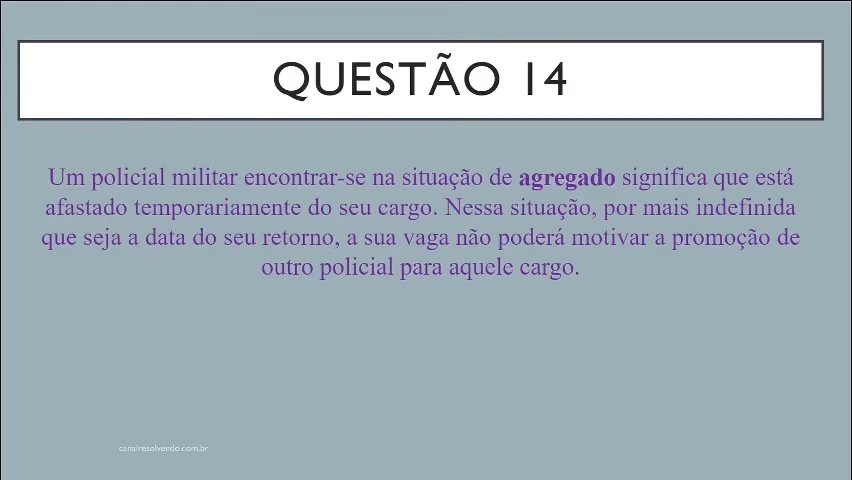 QUESTÃO 14
Um policial militar encontrar-se na situação de agregado significa que está
afastado temporariamente do seu cargo. Nessa situação, por mais indefinida
que seja a data do seu retorno, a sua vaga não poderá motivar a promoção de
outro policial para aquele cargo.
canalresolvendo.com.br